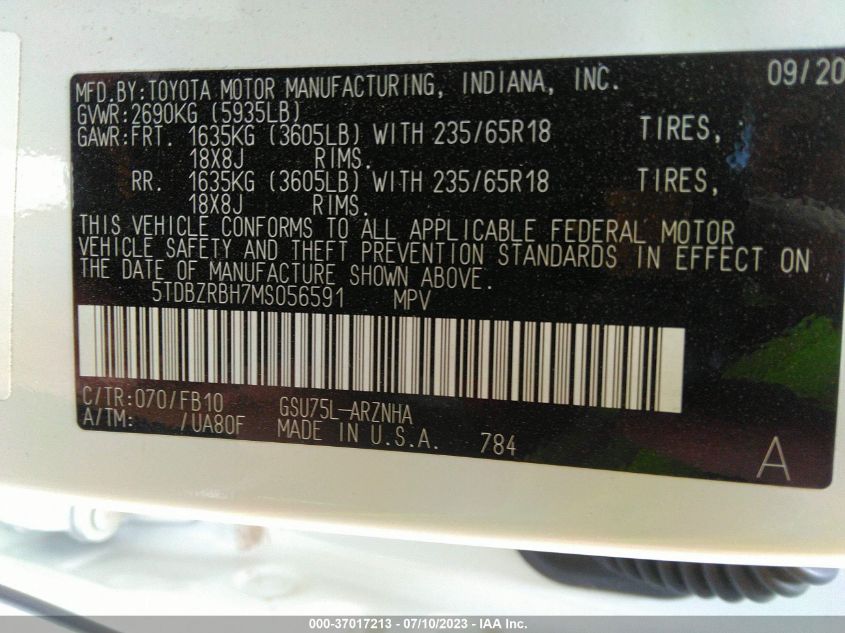 MFD.BY:TOYOTA MOTOR MANUFACTURING, INDIANA, INC. 09/20
GVWR:2690KG (5935LB)
GAWR:FRT. 1635KG (3605LB) WITH 235/65R18 TIRES,
18X8J RIMS.
RR. 1635KG (3605LB) WITH 235/65R18 TIRES,
18X8J RIMS.
THIS VEHICLE CONFORMS TO ALL APPLICABLE FEDERAL MOTOR
VEHICLE SAFETY AND THEFT PREVENTION STANDARDS IN EFFECT ON
THE DATE OF MANUFACTURE SHOWN ABOVE.
5TDBZRBH7MS056591 MPV
C/TR:070/FB10 GSU75L-ARZNHA
A/TM: /UA80F MADE IN U.S.A. 784
A
000-37017213 - 07/10/2023 - IAA Inc.